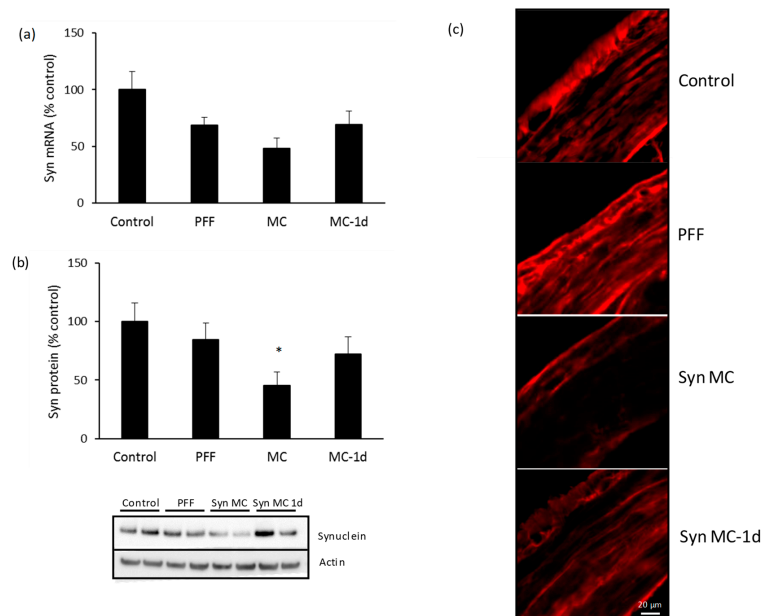 (a)
150
100
50
0
Syn mRNA (% control)
Control PFF MC MC-1d
(b)
150
100
50
0
Syn protein (% control)
*
Control PFF MC MC-1d
Control PFF Syn MC Syn MC 1d
Synuclein
Actin
(c)
Control
PFF
Syn MC
Syn MC-1d
20 µm